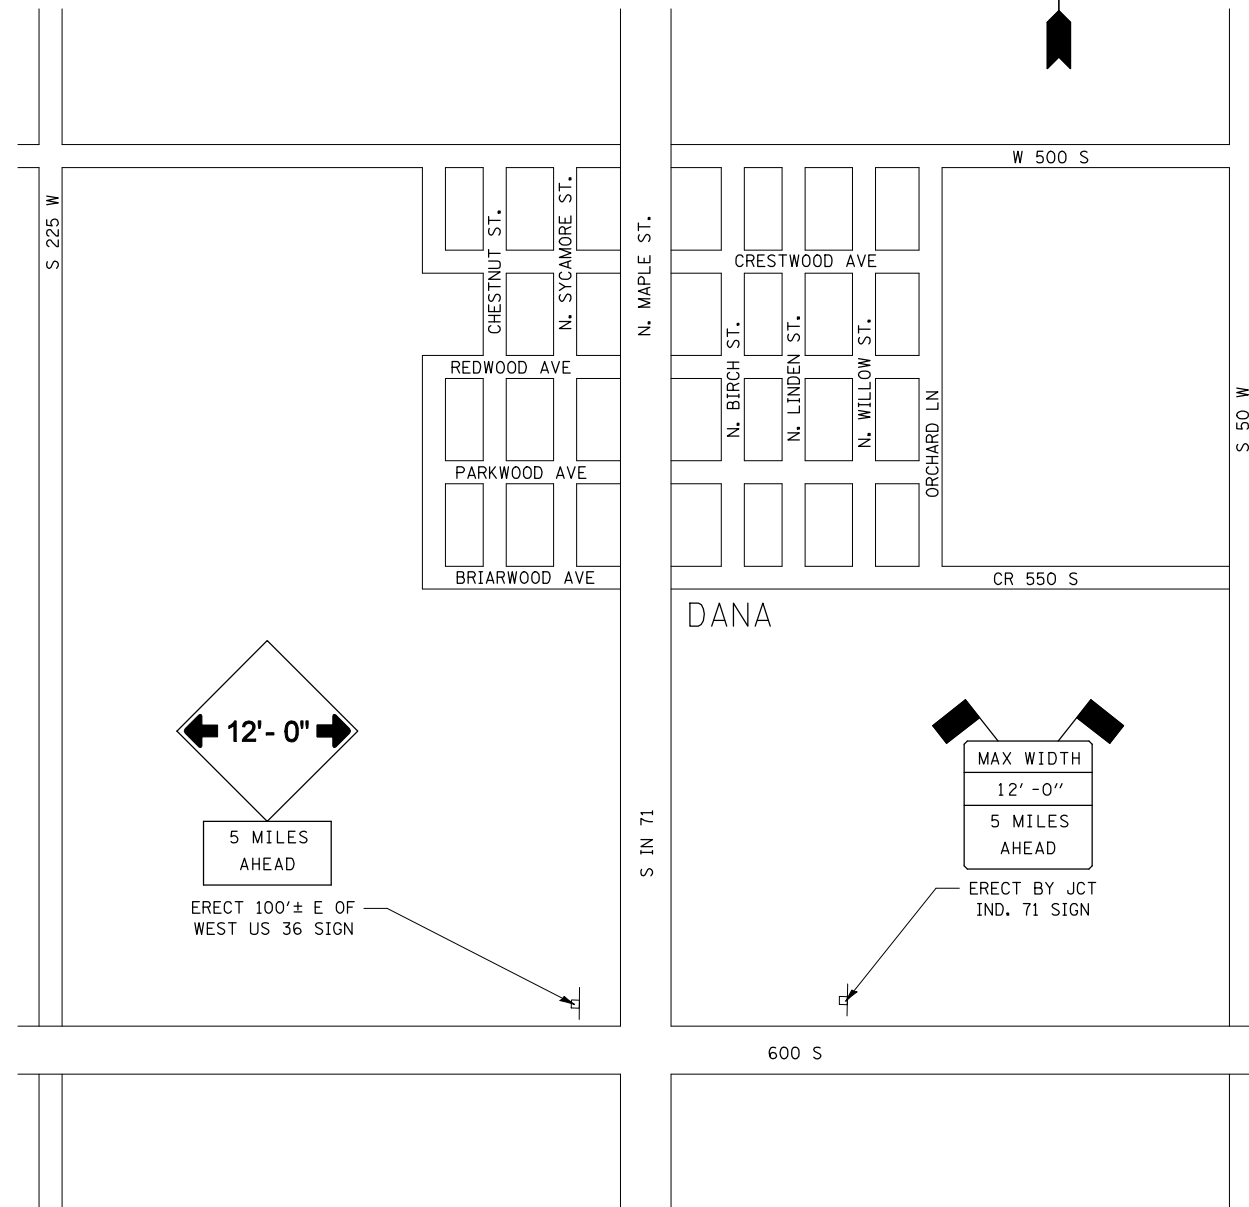 W 500 S
S 225 W
CHESTNUT ST.
N. SYCAMORE ST.
N. MAPLE ST.
CRESTWOOD AVE
REDWOOD AVE
N. BIRCH ST.
N. LINDEN ST.
N. WILLOW ST.
ORCHARD LN
S 50 W
PARKWOOD AVE
BRIARWOOD AVE
CR 550 S
DANA
12'- 0"
5 MILES
AHEAD
ERECT 100'± E OF
WEST US 36 SIGN
S IN 71
MAX WIDTH
12'-0"
5 MILES
AHEAD
ERECT BY JCT
IND. 71 SIGN
600 S